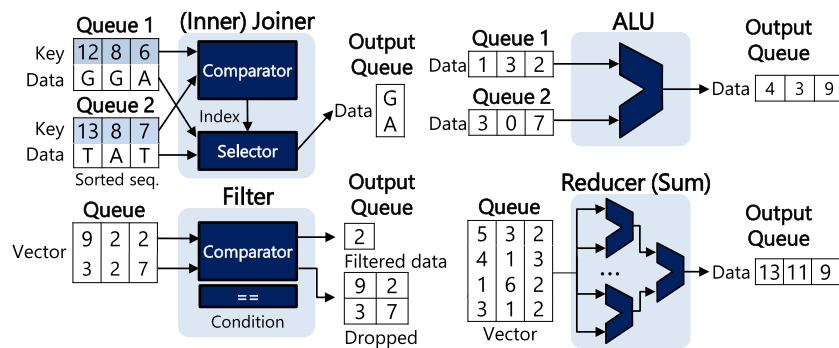 (Inner) Joiner
Queue 1
Key 12 8 6
Data G G A
Queue 2
Key 13 8 7
Data T A T
Sorted seq.
Comparator
Index
Selector
Output
Queue
Data G
A
ALU
Queue 1
Data 1 3 2
Queue 2
Data 3 0 7
Output
Queue
Data 4 3 9
Filter
Queue
Vector
9 2 2
3 2 7
Comparator
==
Condition
Output
Queue
2
Filtered data
9 2
3 7
Dropped
Reducer (Sum)
Queue
5 3 2
4 1 3
1 6 2
3 1 2
Vector
...
Output
Queue
Data 13 11 9